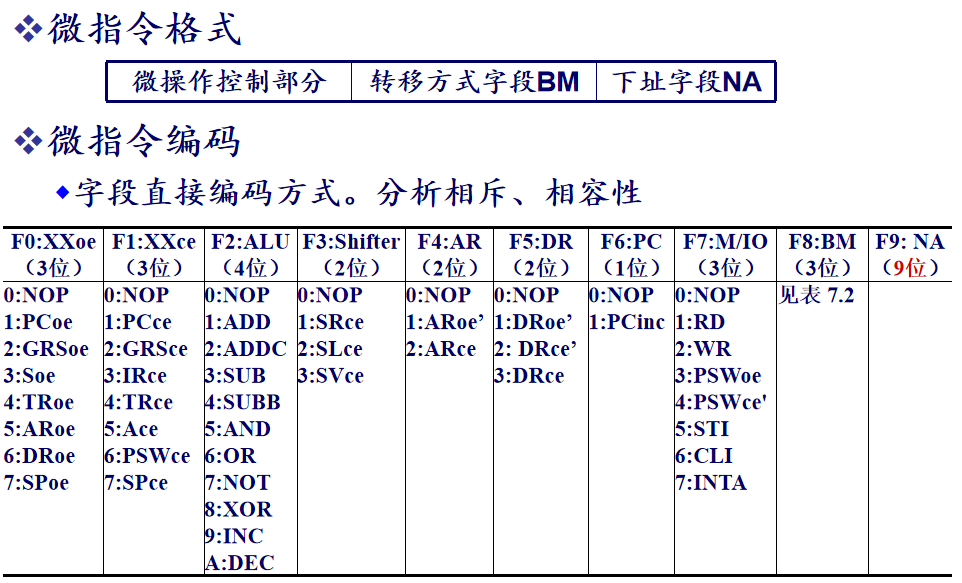 微指令格式
微操作控制部分 转移方式字段BM 下址字段NA
微指令编码
字段直接编码方式。分析相斥、相容性
F0:XXoe F1:XXce F2:ALU F3:Shifter F4:AR F5:DR F6:PC F7:M/IO F8:BM F9: NA
（3位） （3位） （4位） （2位） （2位） （2位） （1位） （3位） （3位） （9位）
0:NOP 0:NOP 0:NOP 0:NOP 0:NOP 0:NOP 0:NOP 0:NOP 见表 7.2
1:PCoe 1:PCce 1:ADD 1:SRce 1:ARoe’ 1:DRoe’ 1:PCinc 1:RD
2:GRSoe 2:GRSce 2:ADDC 2:SLce 2:ARce 2: DRce’ 2:WR
3:Soe 3:IRce 3:SUB 3:SVce 3:DRce 3:PSWoe
4:TRoe 4:TRce 4:SUBB 4:PSWce'
5:ARoe 5:Ace 5:AND 5:STI
6:DRoe 6:PSWce 6:OR 6:CLI
7:SPoe 7:SPce 7:NOT 7:INTA
8:XOR
9:INC
A:DEC